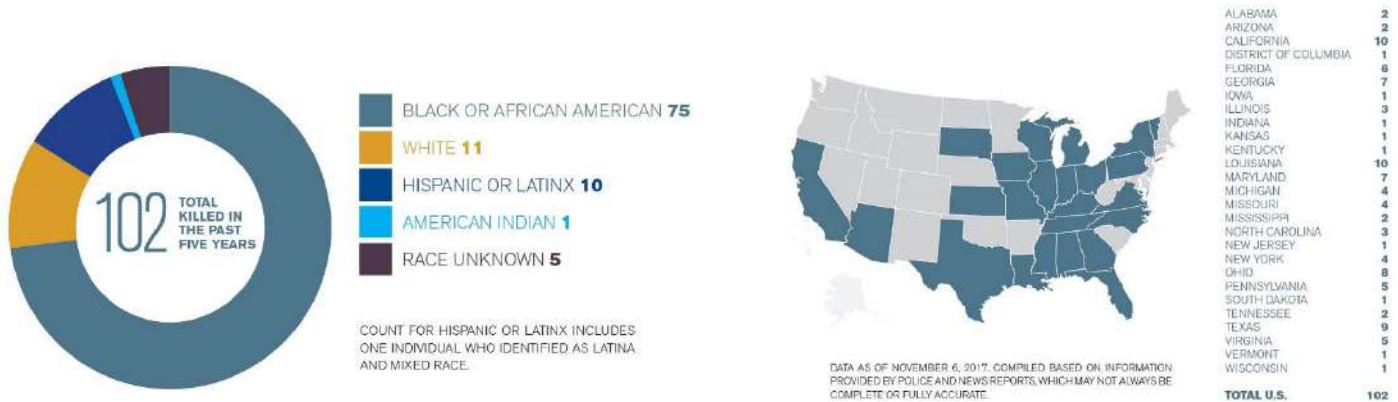 102
TOTAL
KILLED IN
THE PAST
FIVE YEARS
BLACK OR AFRICAN AMERICAN 75
WHITE 11
HISPANIC OR LATINX 10
AMERICAN INDIAN 1
RACE UNKNOWN 5
COUNT FOR HISPANIC OR LATINX INCLUDES
ONE INDIVIDUAL WHO IDENTIFIED AS LATINA
AND MIXED RACE.
DATA AS OF NOVEMBER 6, 2017. COMPILED BASED ON INFORMATION
PROVIDED BY POLICE AND NEWS REPORTS, WHICH MAY NOT ALWAYS BE
COMPLETE OR FULLY ACCURATE.
ALABAMA 2
ARIZONA 2
CALIFORNIA 10
DISTRICT OF COLUMBIA 1
FLORIDA 6
GEORGIA 7
IOWA 1
ILLINOIS 3
INDIANA 1
KANSAS 1
KENTUCKY 1
LOUISIANA 10
MARYLAND 7
MICHIGAN 4
MISSOURI 4
MISSISSIPPI 2
NORTH CAROLINA 3
NEW JERSEY 1
NEW YORK 4
OHIO 8
PENNSYLVANIA 5
SOUTH DAKOTA 1
TENNESSEE 2
TEXAS 9
VIRGINIA 5
VERMONT 1
WISCONSIN 1
TOTAL U.S. 102